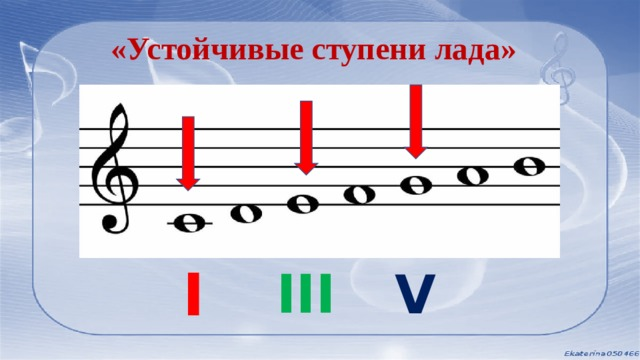 «Устойчивые ступени лада»
I III V
Ekaterina050466